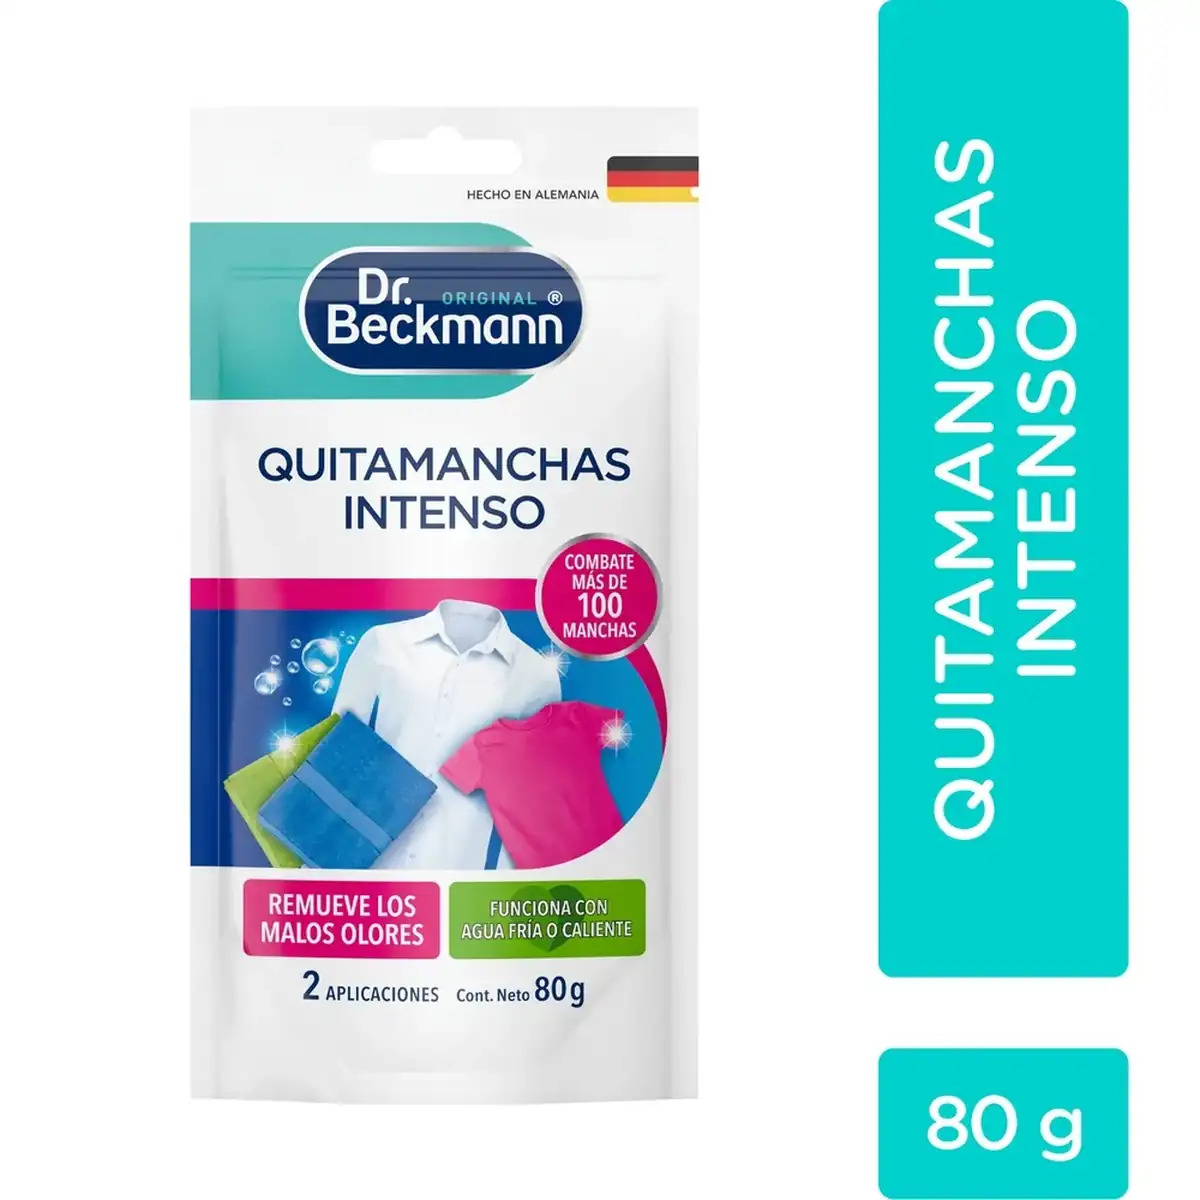 HECHO EN ALEMANIA
Dr.
ORIGINAL ®
Beckmann
QUITAMANCHAS
INTENSO
COMBATE
MÁS DE
100
MANCHAS
REMUEVE LOS
MALOS OLORES
FUNCIONA CON
AGUA FRÍA O CALIENTE
2 APLICACIONES Cont. Neto 80g
QUITAMANCHAS
INTENSO
80 g